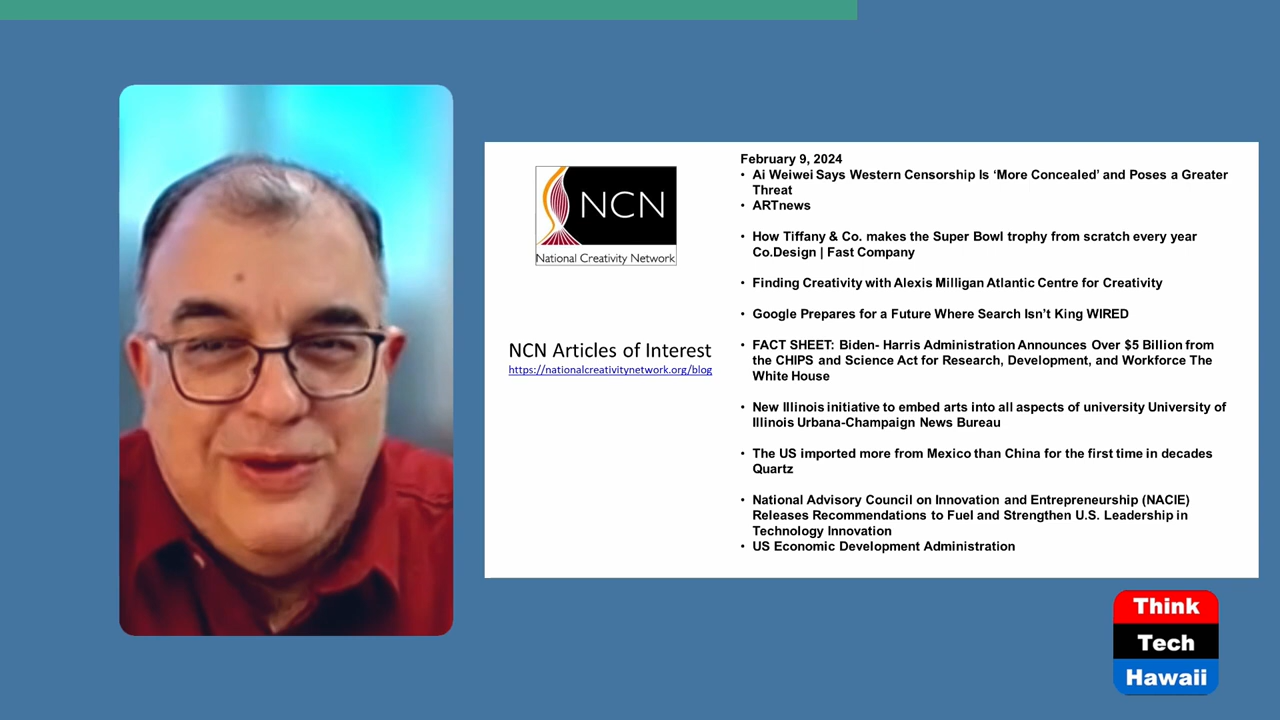 NCN
National Creativity Network
NCN Articles of Interest
https://nationalcreativitynetwork.org/blog
February 9, 2024
• Ai Weiwei Says Western Censorship Is ‘More Concealed’ and Poses a Greater
Threat
• ARTnews
• How Tiffany & Co. makes the Super Bowl trophy from scratch every year
Co.Design | Fast Company
• Finding Creativity with Alexis Milligan Atlantic Centre for Creativity
• Google Prepares for a Future Where Search Isn’t King WIRED
• FACT SHEET: Biden- Harris Administration Announces Over $5 Billion from
the CHIPS and Science Act for Research, Development, and Workforce The
White House
• New Illinois initiative to embed arts into all aspects of university University of
Illinois Urbana-Champaign News Bureau
• The US imported more from Mexico than China for the first time in decades
Quartz
• National Advisory Council on Innovation and Entrepreneurship (NACIE)
Releases Recommendations to Fuel and Strengthen U.S. Leadership in
Technology Innovation
• US Economic Development Administration
Think
Tech
Hawaii